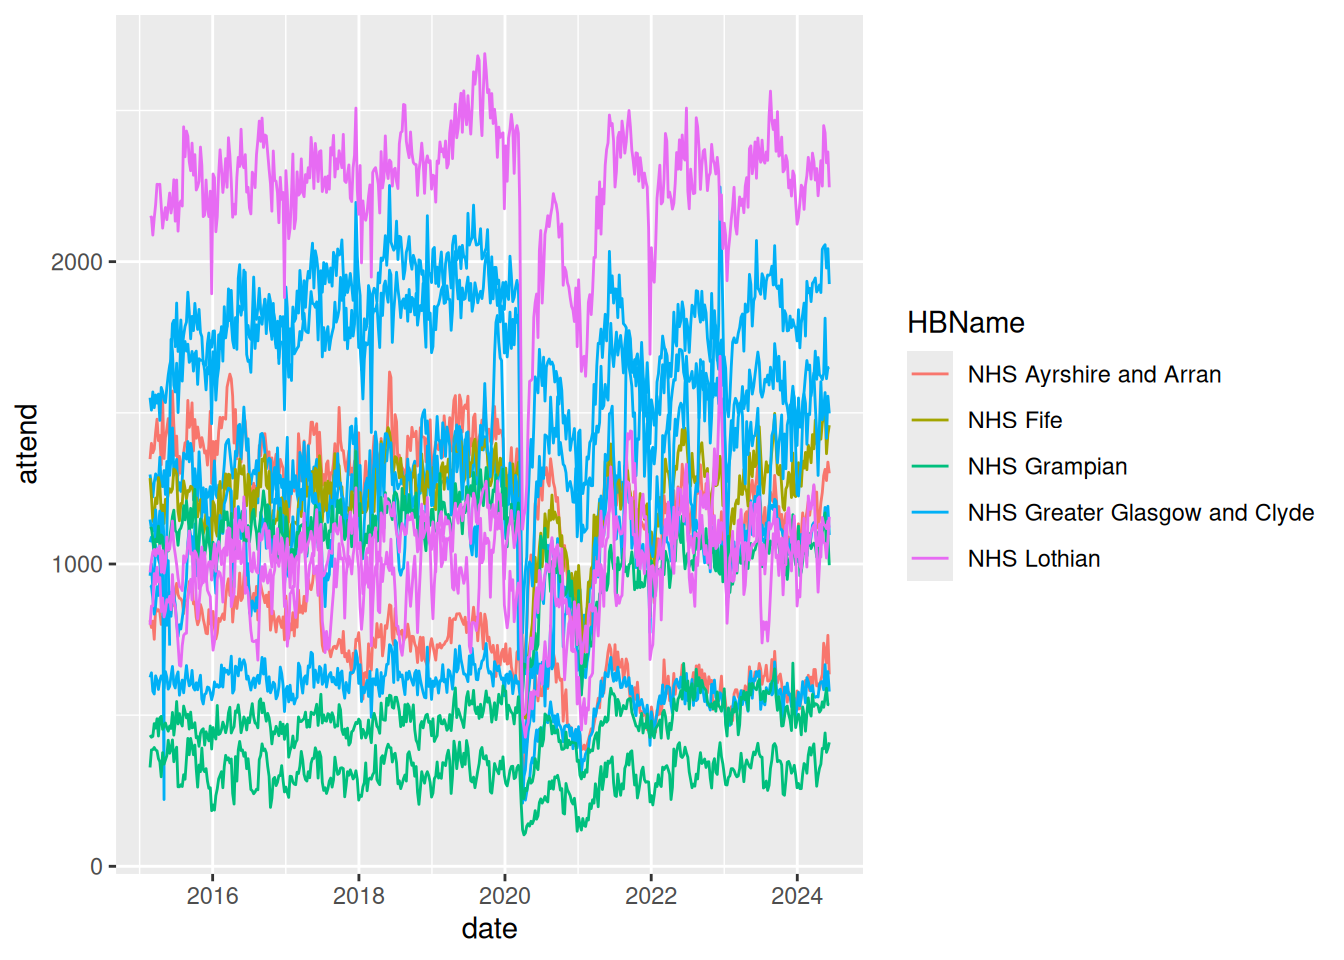 attend
2000
1000
0
2016
2018
2020
2022
2024
date
HBName
NHS Ayrshire and Arran
NHS Fife
NHS Grampian
NHS Greater Glasgow and Clyde
NHS Lothian